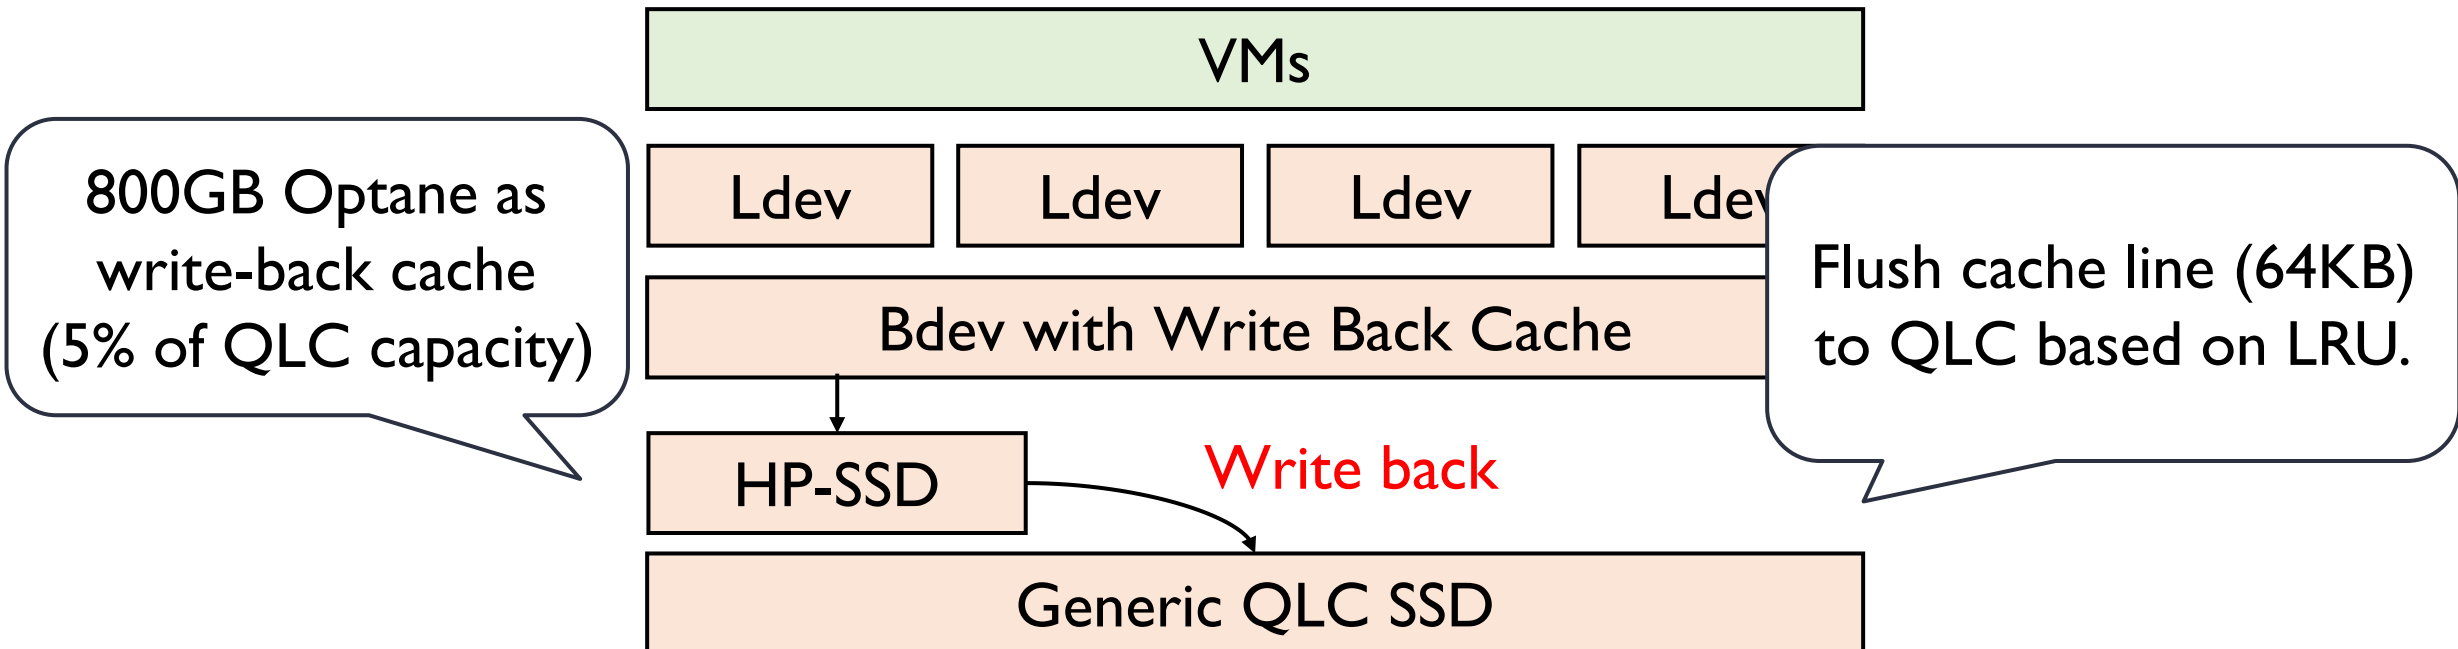 VMs
800GB Optane as
write-back cache
(5% of QLC capacity)
Ldev
Ldev
Ldev
Ldev
Flush cache line (64KB)
to QLC based on LRU.
Bdev with Write Back Cache
HP-SSD
Write back
Generic QLC SSD